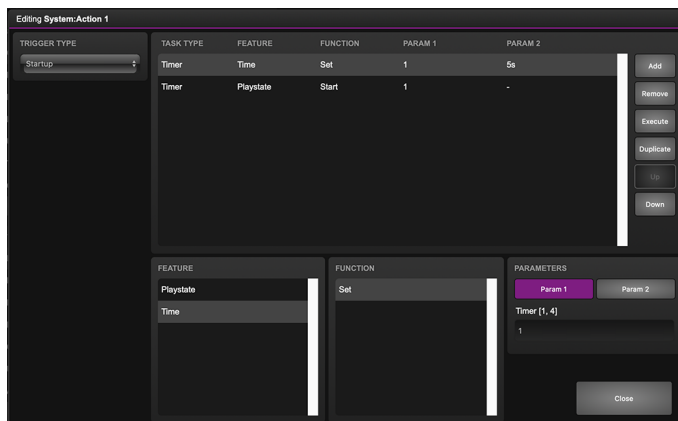 Editing System:Action 1
TRIGGER TYPE
Startup
TASK TYPE FEATURE FUNCTION PARAM 1 PARAM 2
Timer Time Set 1 5s
Timer Playstate Start 1 -
Add
Remove
Execute
Duplicate
Up
Down
FEATURE
Playstate
Time
FUNCTION
Set
PARAMETERS
Param 1 Param 2
Timer [1, 4]
1
Close